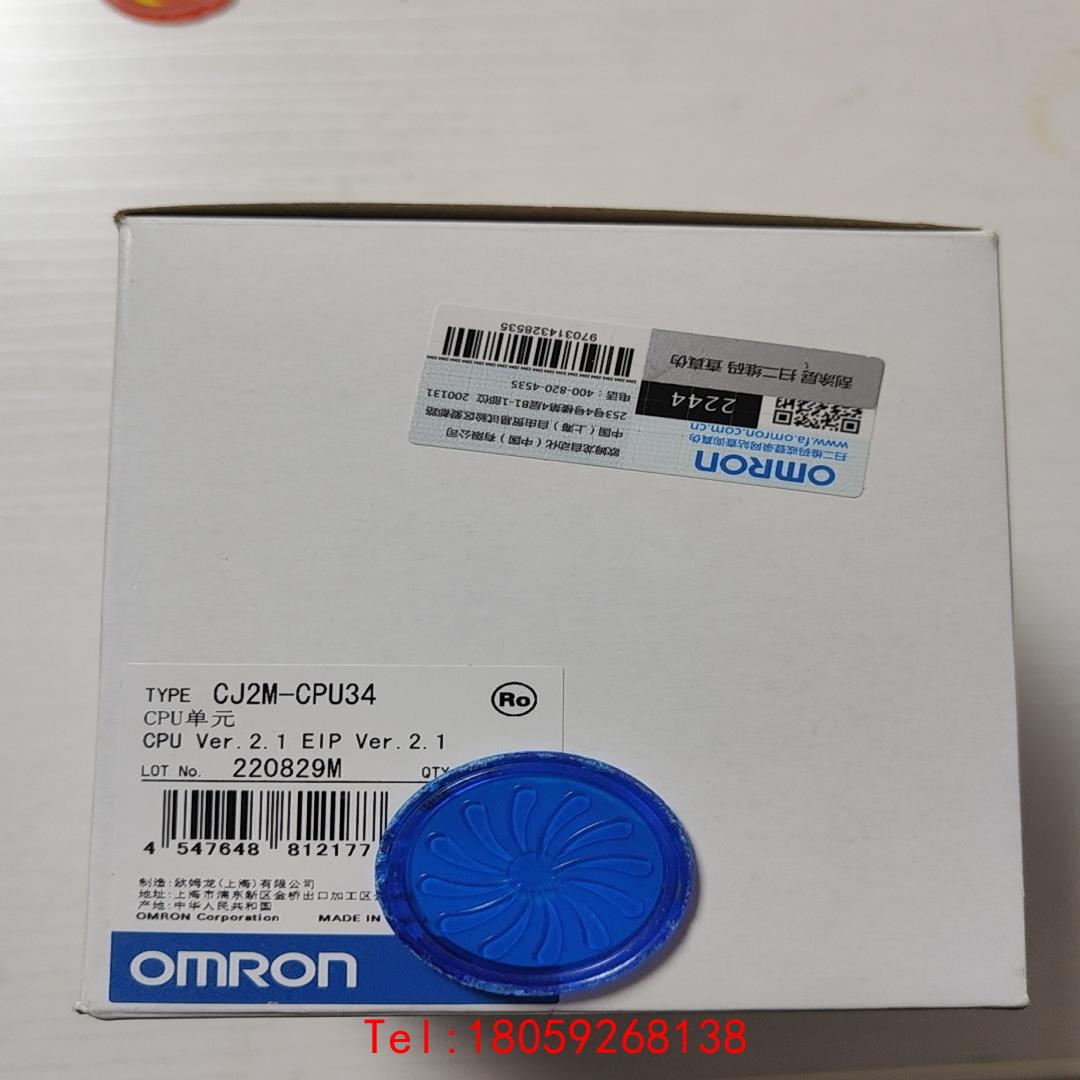 刮涂层 扫二维码 查真伪
2244
970314328535
扫二维码或登录网站查询真伪
www.fa.omron.com.cn
OMRON
欧姆龙自动化（中国）有限公司
中国（上海）自由贸易试验区爱都路
253号4号楼第4层B1-1部位 200131
电话：400-820-4535
TYPE CJ2M-CPU34
Ro
CPU单元
CPU Ver.2.1 EIP Ver.2.1
LOT No. 220829M QTY
4 547648 812177
制造:欧姆龙(上海)有限公司
地址:上海市浦东新区金桥出口加工区
产地:中华人民共和国
OMRON Corporation MADE IN
OMRON
Tel:18059268138